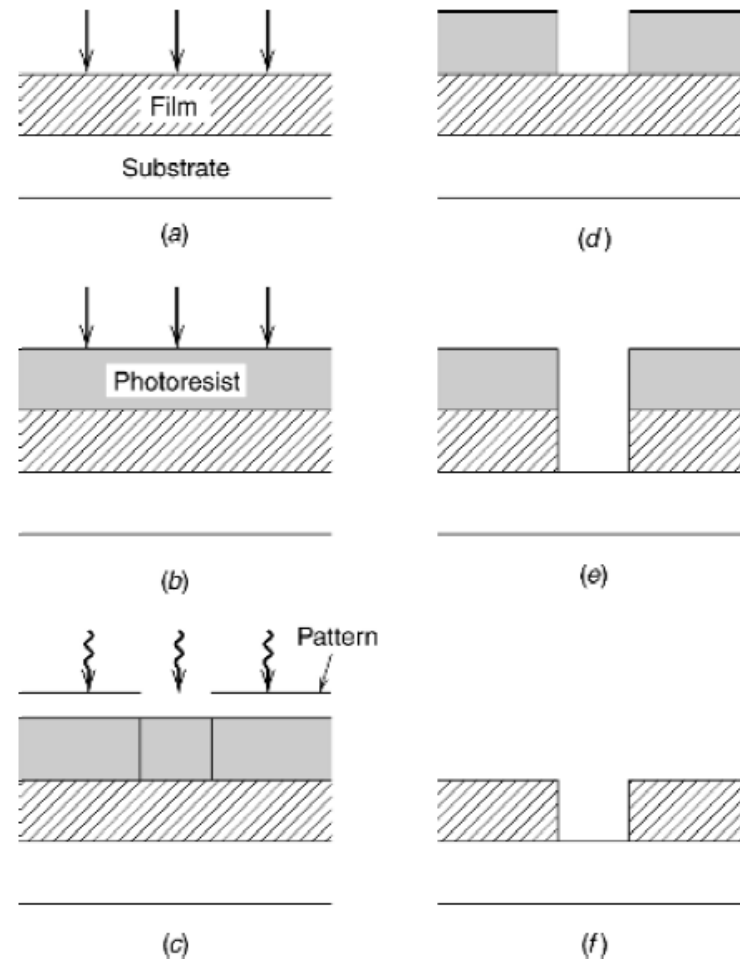 Film
Substrate
(a)
Photoresist
(b)
Pattern
(c)
(d)
(e)
(f)